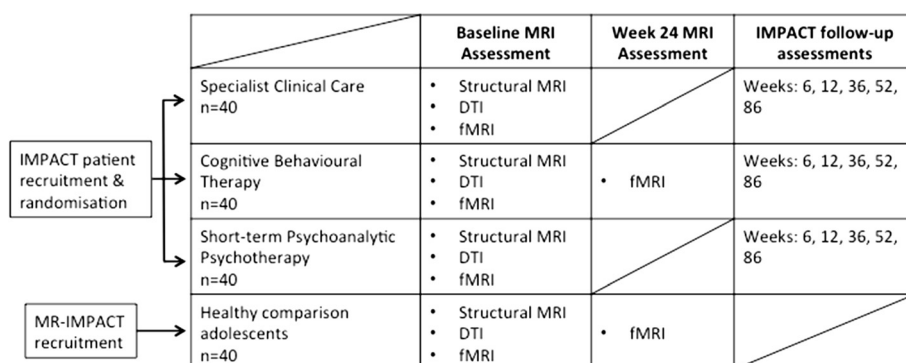 Baseline MRI Assessment
Week 24 MRI Assessment
IMPACT follow-up assessments
IMPACT patient recruitment & randomisation
Specialist Clinical Care
n=40
• Structural MRI
• DTI
• fMRI
Weeks: 6, 12, 36, 52, 86
Cognitive Behavioural Therapy
n=40
• Structural MRI
• DTI
• fMRI
• fMRI
Weeks: 6, 12, 36, 52, 86
Short-term Psychoanalytic Psychotherapy
n=40
• Structural MRI
• DTI
• fMRI
Weeks: 6, 12, 36, 52, 86
MR-IMPACT recruitment
Healthy comparison adolescents
n=40
• Structural MRI
• DTI
• fMRI
• fMRI